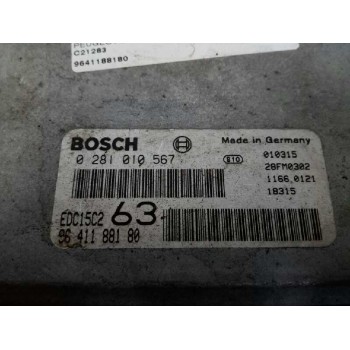 C21283
9641188180
BOSCH
Made in Germany
0 281 010 567
010315
28FM0302
1166.0121
18315
EDC15C2 63-
96 411 881 80